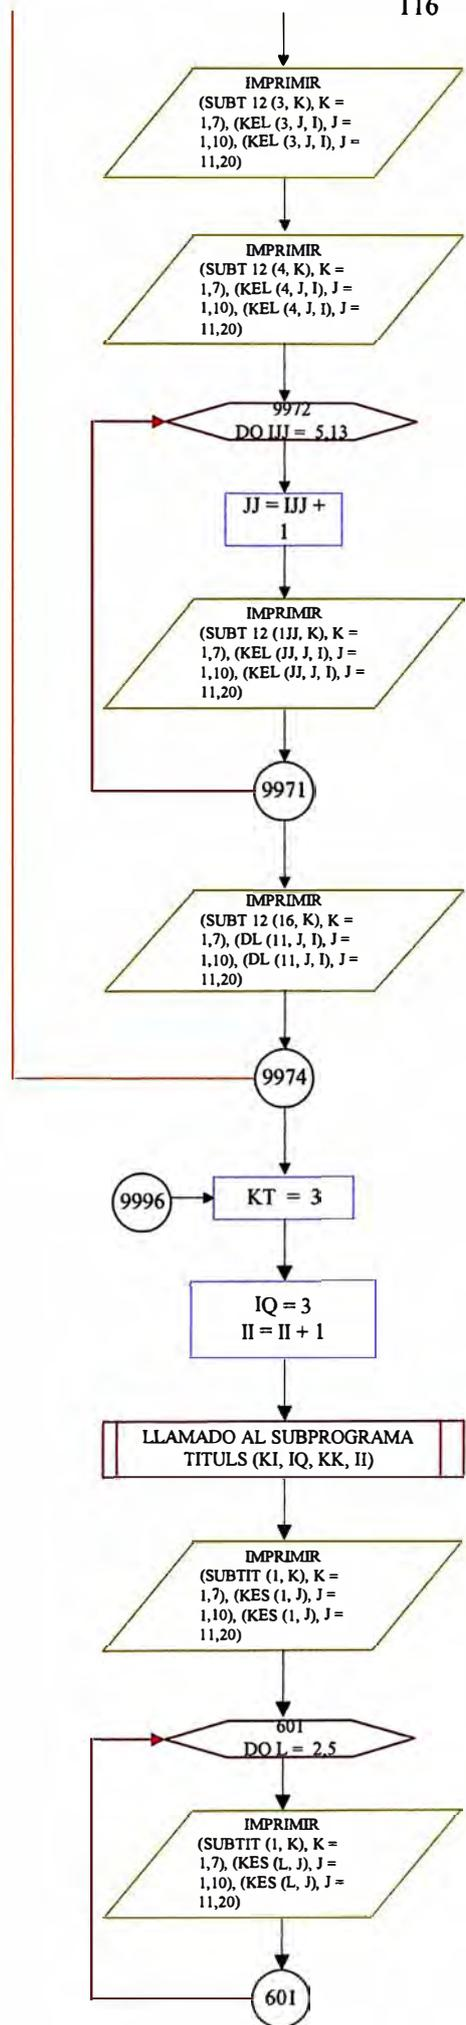 116
IMPRIMIR
(SUBT 12 (3, K), K =
1,7), (KEL (3, J, I), J =
1,10), (KEL (3, J, I), J =
11,20)
IMPRIMIR
(SUBT 12 (4, K), K =
1,7), (KEL (4, J, I), J =
1,10), (KEL (4, J, I), J =
11,20)
9972
DO IJJ = 5,13
JJ = IJJ +
1
IMPRIMIR
(SUBT 12 (1JJ, K), K =
1,7), (KEL (JJ, J, I), J =
1,10), (KEL (JJ, J, I), J =
11,20)
9971
IMPRIMIR
(SUBT 12 (16, K), K =
1,7), (DL (11, J, I), J =
1,10), (DL (11, J, I), J =
11,20)
9974
9996
KT = 3
IQ = 3
II = II + 1
LLAMADO AL SUBPROGRAMA
TITULS (KI, IQ, KK, II)
IMPRIMIR
(SUBTIT (1, K), K =
1,7), (KES (1, J), J =
1,10), (KES (1, J), J =
11,20)
601
DO L = 2,5
IMPRIMIR
(SUBTIT (1, K), K =
1,7), (KES (L, J), J =
1,10), (KES (L, J), J =
11,20)
601